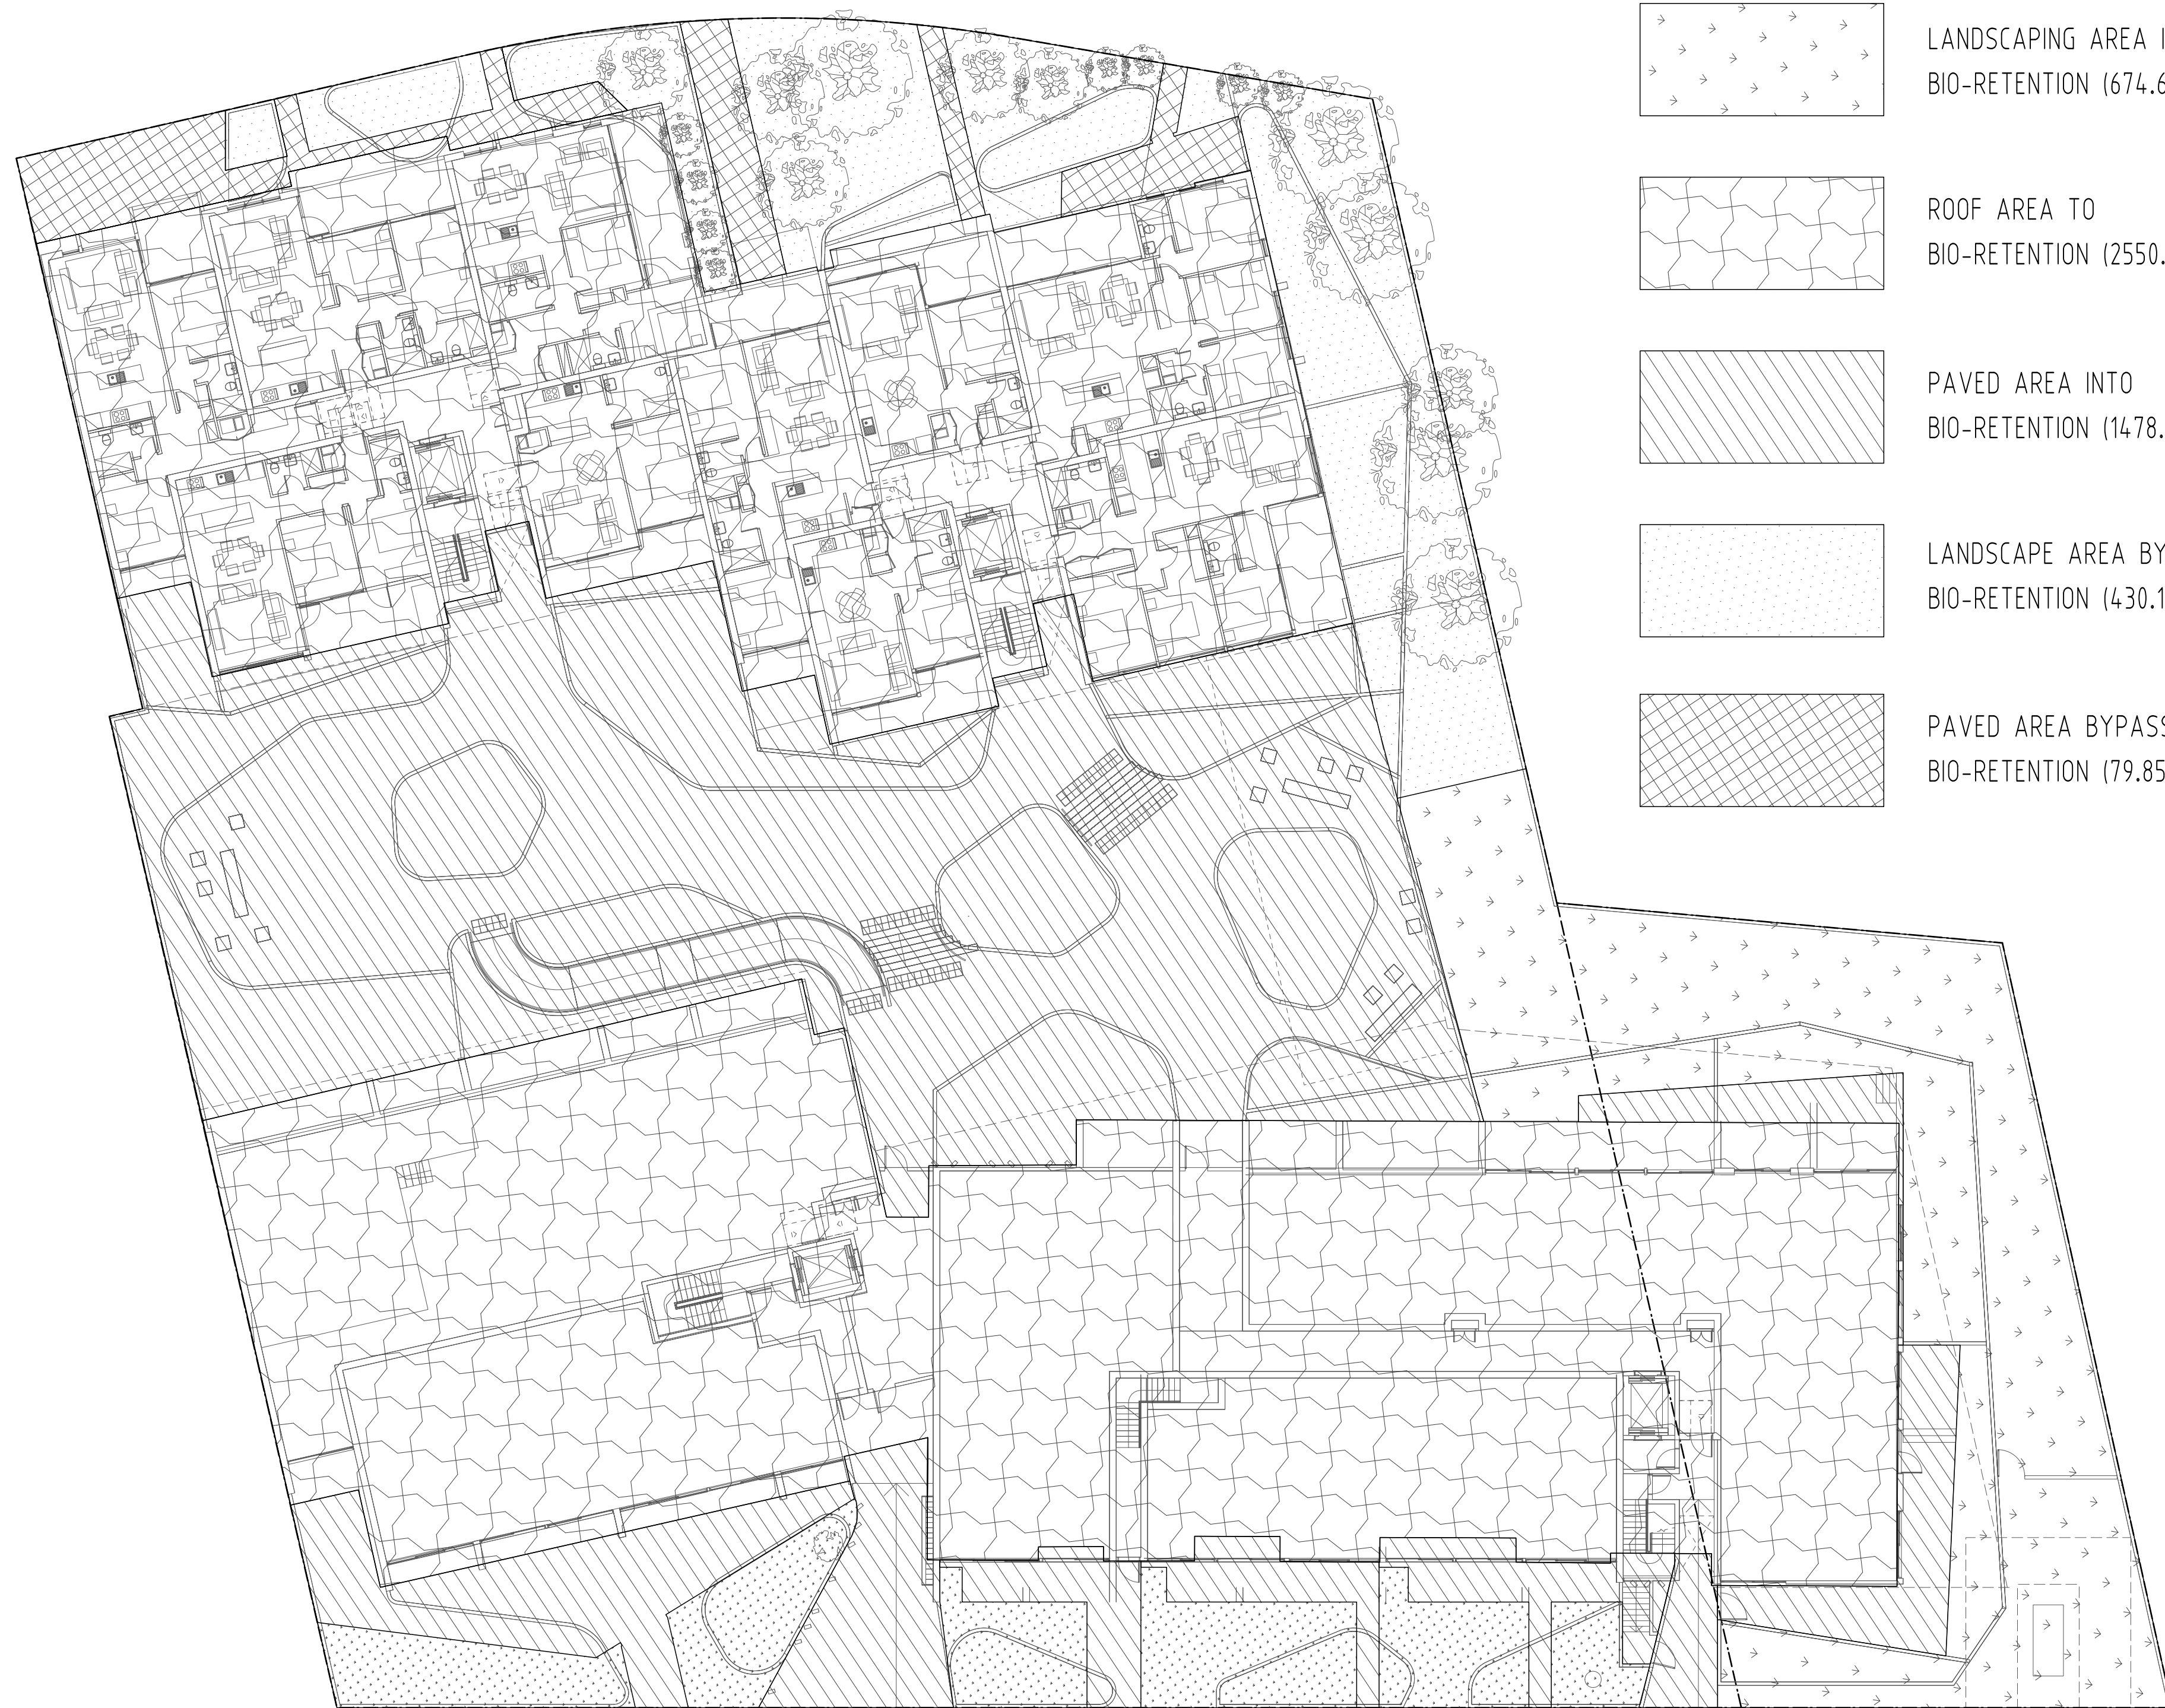 LANDSCAPING AREA
BIO-RETENTION (674.6
ROOF AREA TO
BIO-RETENTION (2550.
PAVED AREA INTO
BIO-RETENTION (1478.
LANDSCAPE AREA BY
BIO-RETENTION (430.1
PAVED AREA BYPASS
BIO-RETENTION (79.85